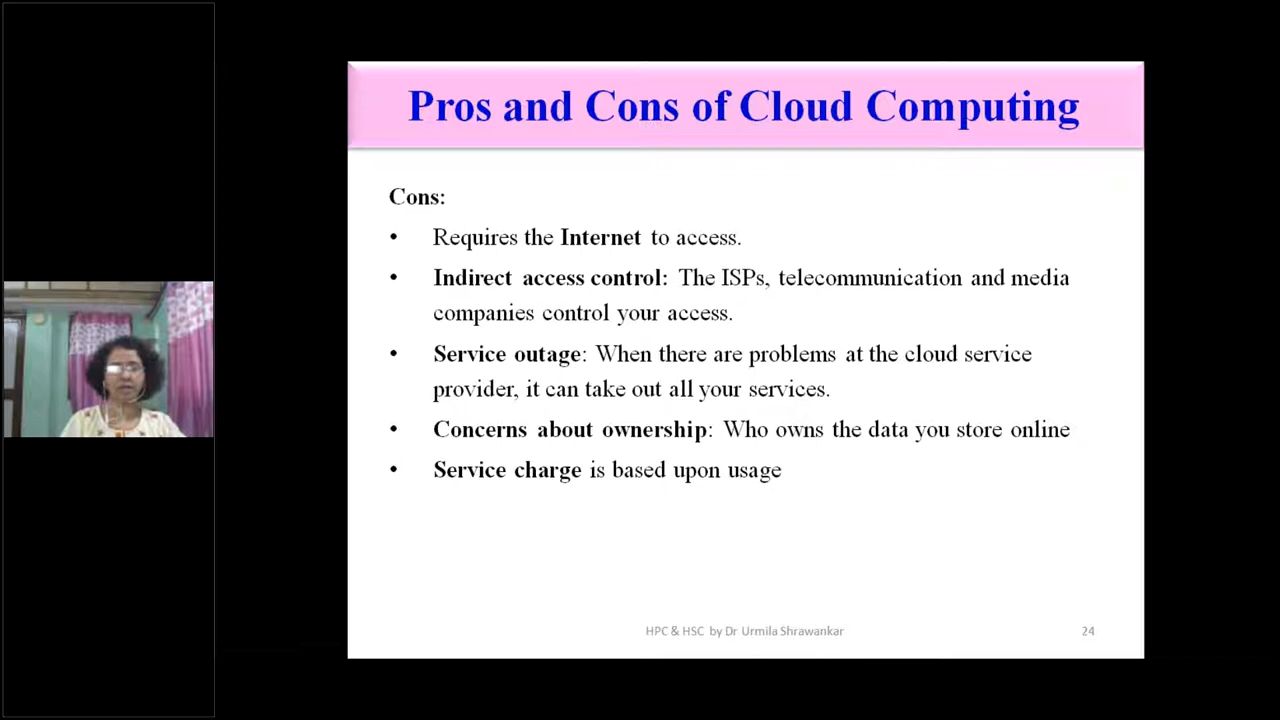 Pros and Cons of Cloud Computing
Cons:
• Requires the Internet to access.
• Indirect access control: The ISPs, telecommunication and media
companies control your access.
• Service outage: When there are problems at the cloud service
provider, it can take out all your services.
• Concerns about ownership: Who owns the data you store online
• Service charge is based upon usage
HPC & HSC by Dr Urmila Shrawankar
24